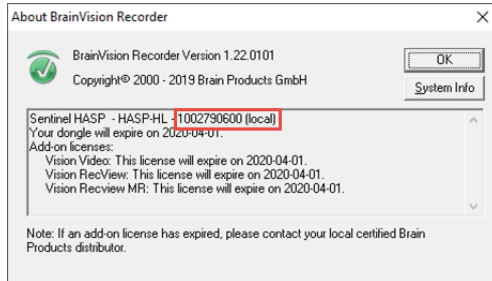 About BrainVision Recorder
BrainVision Recorder Version 1.22.0101
OK
Copyright© 2000 - 2019 Brain Products GmbH
System Info
Sentinel HASP - HASP-HL - 1002790600 (local)
Your dongle will expire on 2020-04-01.
Add-on licenses:
Vision Video: This license will expire on 2020-04-01.
Vision RecView: This license will expire on 2020-04-01.
Vision Recview MR: This license will expire on 2020-04-01.
Note: If an add-on license has expired, please contact your local certified Brain
Products distributor.